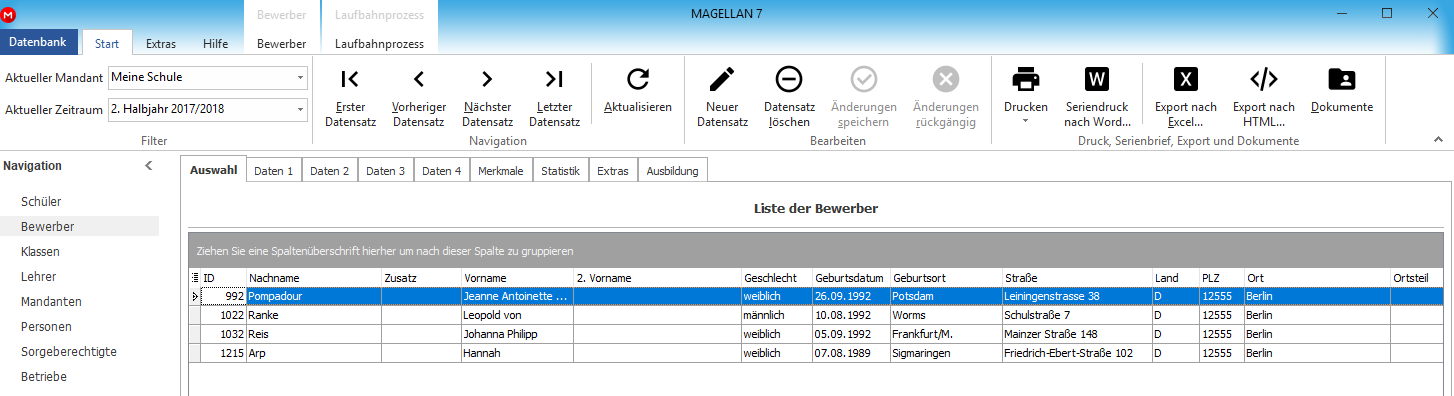 M
MAGELLAN 7
Bewerber Laufbahnprozess
Datenbank Start Extras Hilfe Bewerber Laufbahnprozess
Aktueller Mandant Meine Schule
Aktueller Zeitraum 2. Halbjahr 2017/2018
Filter
Erster Datensatz
Vorheriger Datensatz
Nächster Datensatz
Letzter Datensatz
Aktualisieren
Navigation
Neuer Datensatz
Datensatz löschen
Änderungen speichern
Änderungen rückgängig
Bearbeiten
Drucken
W
Seriendruck nach Word...
X
Export nach Excel...
Export nach HTML...
Dokumente
Druck, Serienbrief, Export und Dokumente
Navigation
Schüler
Bewerber
Klassen
Lehrer
Mandanten
Personen
Sorgeberechtigte
Betriebe
Auswahl Daten 1 Daten 2 Daten 3 Daten 4 Merkmale Statistik Extras Ausbildung
Liste der Bewerber
Ziehen Sie eine Spaltenüberschrift hierher um nach dieser Spalte zu gruppieren
ID Nachname Zusatz Vorname 2. Vorname Geschlecht Geburtsdatum Geburtsort Straße Land PLZ Ort Ortsteil
992 Pompadour Jeanne Antoinette ... weiblich 26.09.1992 Potsdam Leiningenstrasse 38 D 12555 Berlin
1022 Ranke Leopold von männlich 10.08.1992 Worms Schulstraße 7 D 12555 Berlin
1032 Reis Johanna Philipp weiblich 05.09.1992 Frankfurt/M. Mainzer Straße 148 D 12555 Berlin
1215 Arp Hannah weiblich 07.08.1989 Sigmaringen Friedrich-Ebert-Straße 102 D 12555 Berlin